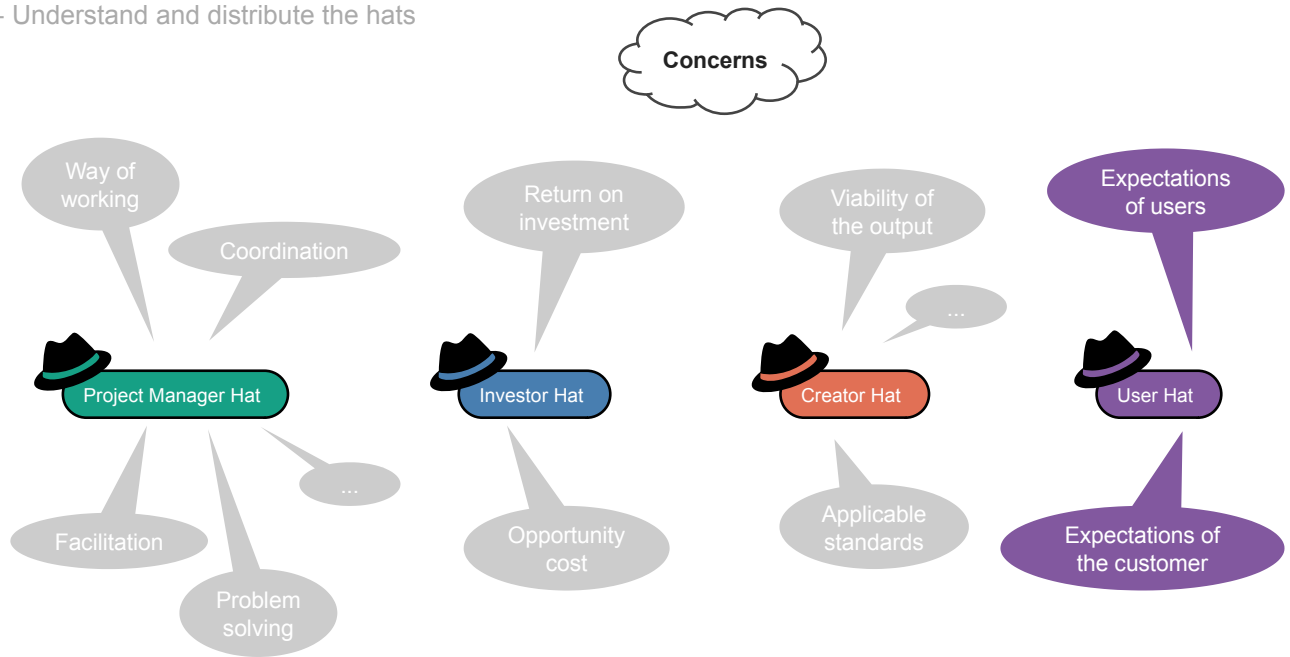 - Understand and distribute the hats
Concerns
Way of
working
Coordination
Return on
investment
Viability of
the output
...
Expectations
of users
Project Manager Hat
Investor Hat
Creator Hat
User Hat
...
Facilitation
Problem
solving
Opportunity
cost
Applicable
standards
Expectations of
the customer